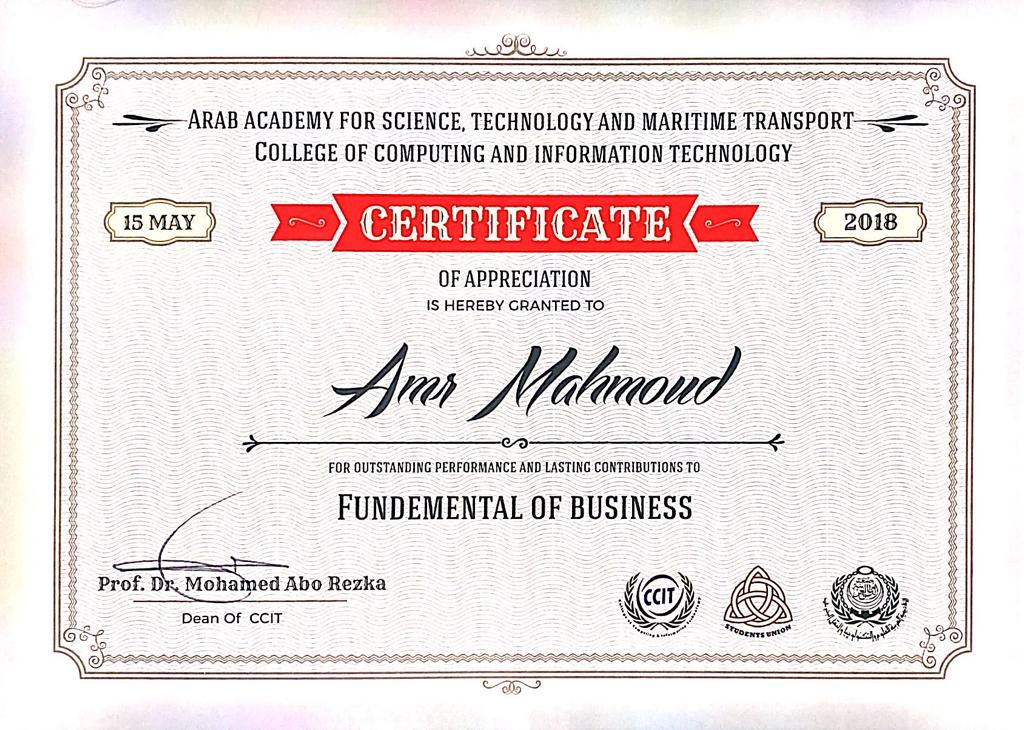 ARAB ACADEMY FOR SCIENCE, TECHNOLOGY AND MARITIME TRANSPORT
COLLEGE OF COMPUTING AND INFORMATION TECHNOLOGY
15 MAY
CERTIFICATE
2018
OF APPRECIATION
IS HEREBY GRANTED TO
Amr Mahmoud
FOR OUTSTANDING PERFORMANCE AND LASTING CONTRIBUTIONS TO
FUNDEMENTAL OF BUSINESS
Prof. Dr. Mohamed Abo Rezka
Dean Of CCIT
CCIT
STUDENTS UNION